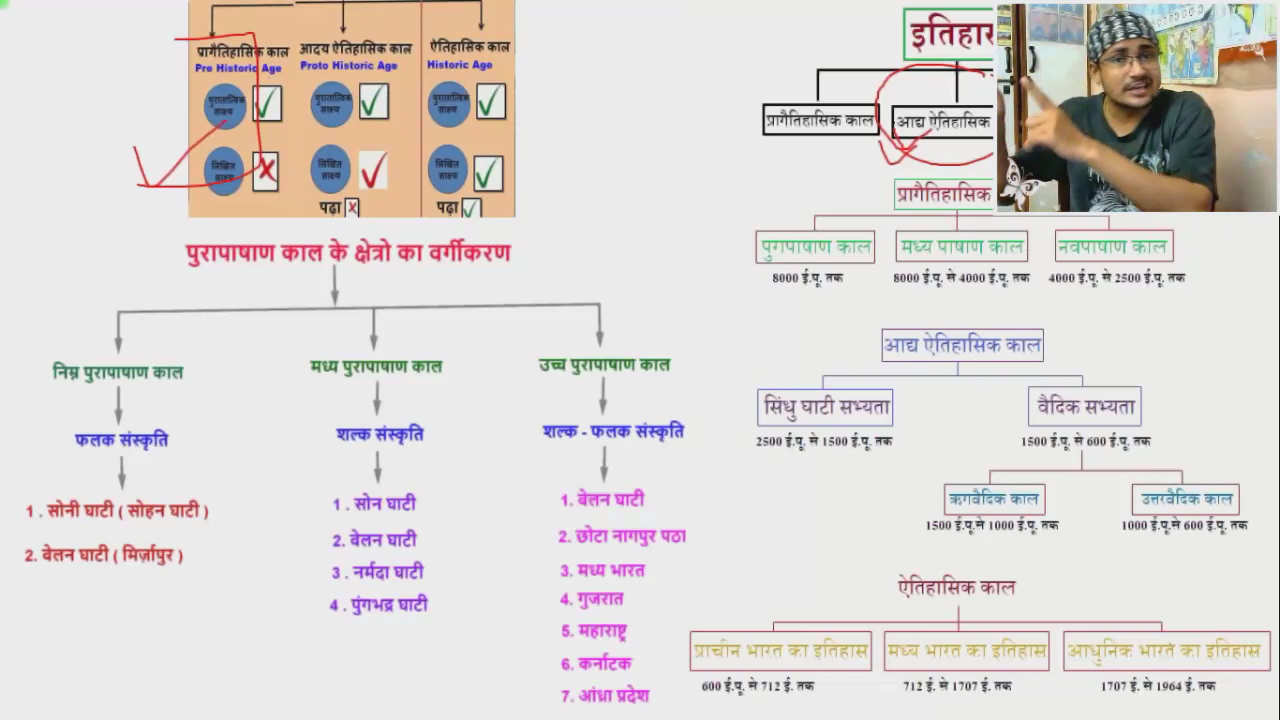 प्रागैतिहासिक काल
Pre Historic Age
पुरातात्विक
साक्ष्य
लिखित
साक्ष्य
आदय ऐतिहासिक काल
Proto Historic Age
पुरातात्विक
साक्ष्य
लिखित
साक्ष्य
पढ़ा
ऐतिहासिक काल
Historic Age
पुरातात्विक
साक्ष्य
लिखित
साक्ष्य
पढ़ा
पुरापाषाण काल के क्षेत्रो का वर्गीकरण
निम्न पुरापाषाण काल
फलक संस्कृति
1 . सोनी घाटी ( सोहन घाटी )
2. वेलन घाटी ( मिर्ज़ापुर )
मध्य पुरापाषाण काल
शल्क संस्कृति
1 . सोन घाटी
2. वेलन घाटी
3 . नर्मदा घाटी
4 . पुंगभद्र घाटी
उच्च पुरापाषाण काल
शल्क - फलक संस्कृति
1. वेलन घाटी
2. छोटा नागपुर पठा
3. मध्य भारत
4. गुजरात
5. महाराष्ट्र
6. कर्नाटक
7. आंध्रा प्रदेश
इतिहार
प्रागैतिहासिक काल
आद्य ऐतिहासिक
प्रागैतिहासिक
पुरापाषाण काल
8000 ई.पू. तक
मध्य पाषाण काल
8000 ई.पू. से 4000 ई.पू. तक
नवपाषाण काल
4000 ई.पू. से 2500 ई.पू. तक
आद्य ऐतिहासिक काल
सिंधु घाटी सभ्यता
2500 ई.पू. से 1500 ई.पू. तक
वैदिक सभ्यता
1500 ई.पू. से 600 ई.पू. तक
ऋगवैदिक काल
1500 ई.पू. से 1000 ई.पू. तक
उत्तरवैदिक काल
1000 ई.पू.से 600 ई.पू. तक
ऐतिहासिक काल
प्राचीन भारत का इतिहास
600 ई.पू. से 712 ई. तक
मध्य भारत का इतिहास
712 ई. से 1707 ई. तक
आधुनिक भारत का इतिहास
1707 ई. से 1964 ई. तक